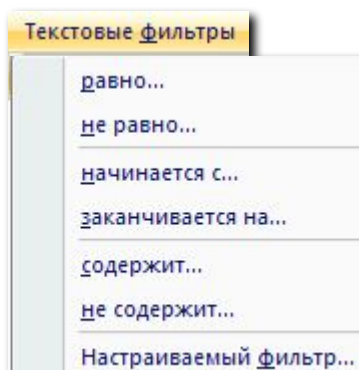 Текстовые фильтры
равно...
не равно...
начинается с...
заканчивается на...
содержит...
не содержит...
Настраиваемый фильтр...